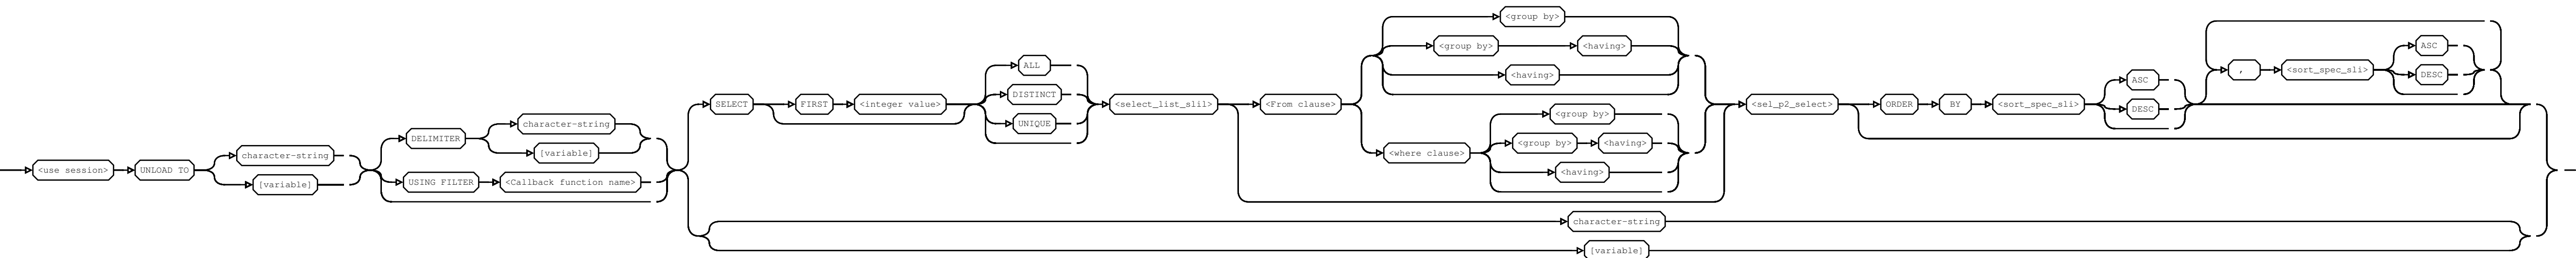 <use session>
UNLOAD TO
character-string
[variable]
DELIMITER
character-string
[variable]
USING FILTER
<Callback function name>
SELECT
FIRST
<integer value>
ALL
DISTINCT
UNIQUE
<select_list_slil>
<From clause>
<group by>
<group by>
<having>
<having>
<where clause>
<group by>
<group by>
<having>
<having>
<sel_p2_select>
ORDER
BY
<sort_spec_sli>
ASC
DESC
,
<sort_spec_sli>
ASC
DESC
character-string
[variable]